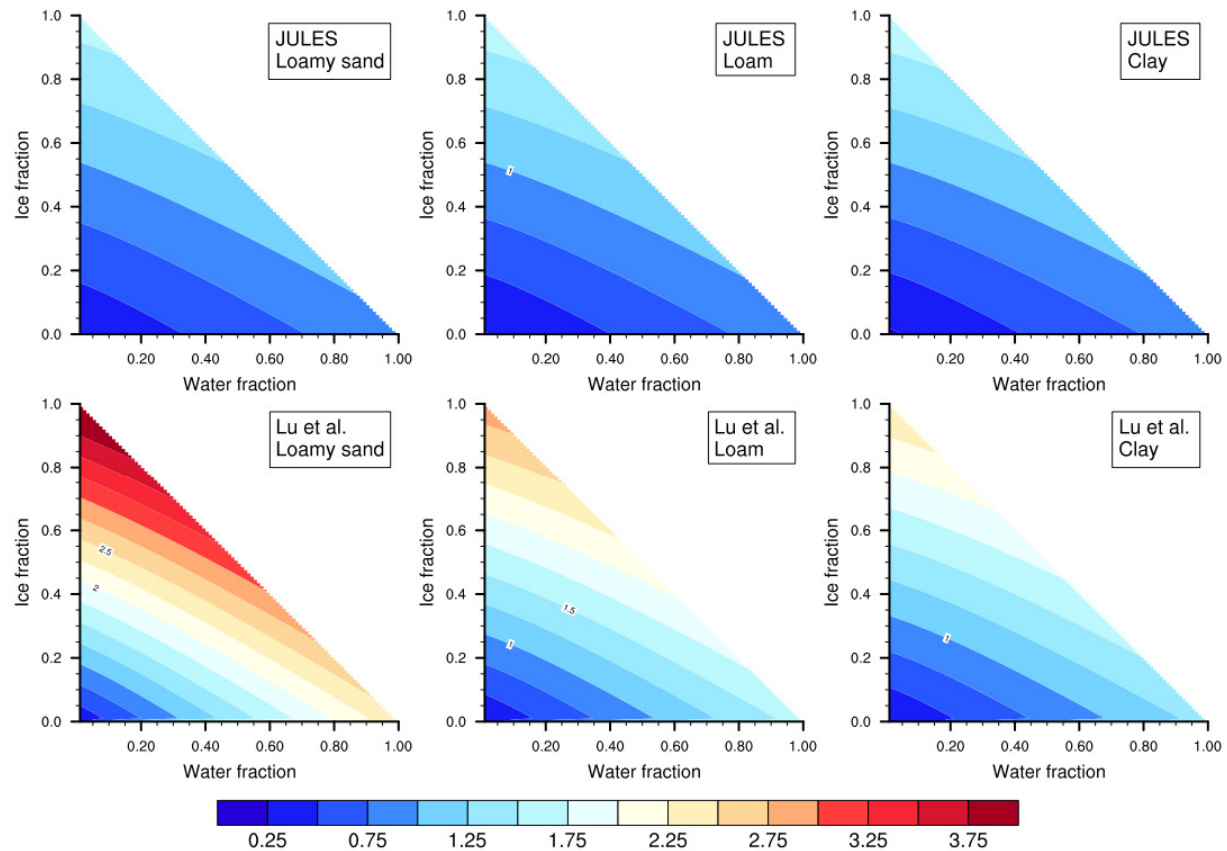 JULES
Loamy sand
JULES
Loam
JULES
Clay
1.0
0.8
0.6
0.4
0.2
0.0
Ice fraction
0.20 0.40 0.60 0.80 1.00
Water fraction
1.0
0.8
0.6
0.4
0.2
0.0
Ice fraction
1
0.20 0.40 0.60 0.80 1.00
Water fraction
1.0
0.8
0.6
0.4
0.2
0.0
Ice fraction
0.20 0.40 0.60 0.80 1.00
Water fraction
Lu et al.
Loamy sand
Lu et al.
Loam
Lu et al.
Clay
1.0
0.8
0.6
0.4
0.2
0.0
Ice fraction
2.5
2
0.20 0.40 0.60 0.80 1.00
Water fraction
1.0
0.8
0.6
0.4
0.2
0.0
Ice fraction
1.5
1
0.20 0.40 0.60 0.80 1.00
Water fraction
1.0
0.8
0.6
0.4
0.2
0.0
Ice fraction
1
0.20 0.40 0.60 0.80 1.00
Water fraction
0.25 0.75 1.25 1.75 2.25 2.75 3.25 3.75